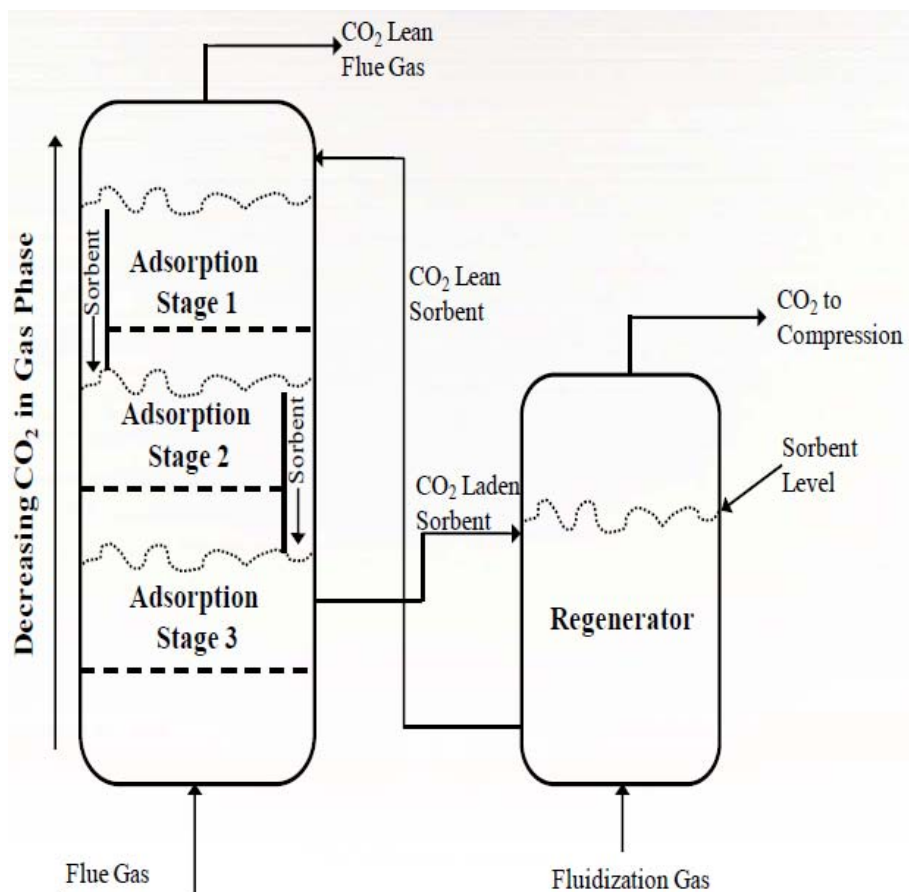 CO₂ Lean
Flue Gas
Decreasing CO₂ in Gas Phase
Sorbent
Adsorption
Stage 1
CO₂ Lean
Sorbent
CO₂ to
Compression
Adsorption
Stage 2
Sorbent
CO₂ Laden
Sorbent
Sorbent
Level
Adsorption
Stage 3
Regenerator
Flue Gas
Fluidization Gas